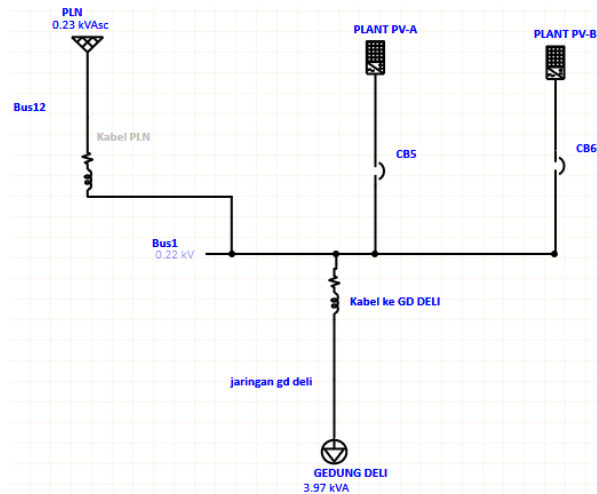 PLN
0.23 kVAsc
PLANT PV-A
PLANT PV-B
Bus12
Kabel PLN
CB5
CB6
Bus1
0.22 kV
Kabel ke GD DELI
jaringan gd deli
GEDUNG DELI
3.97 kVA